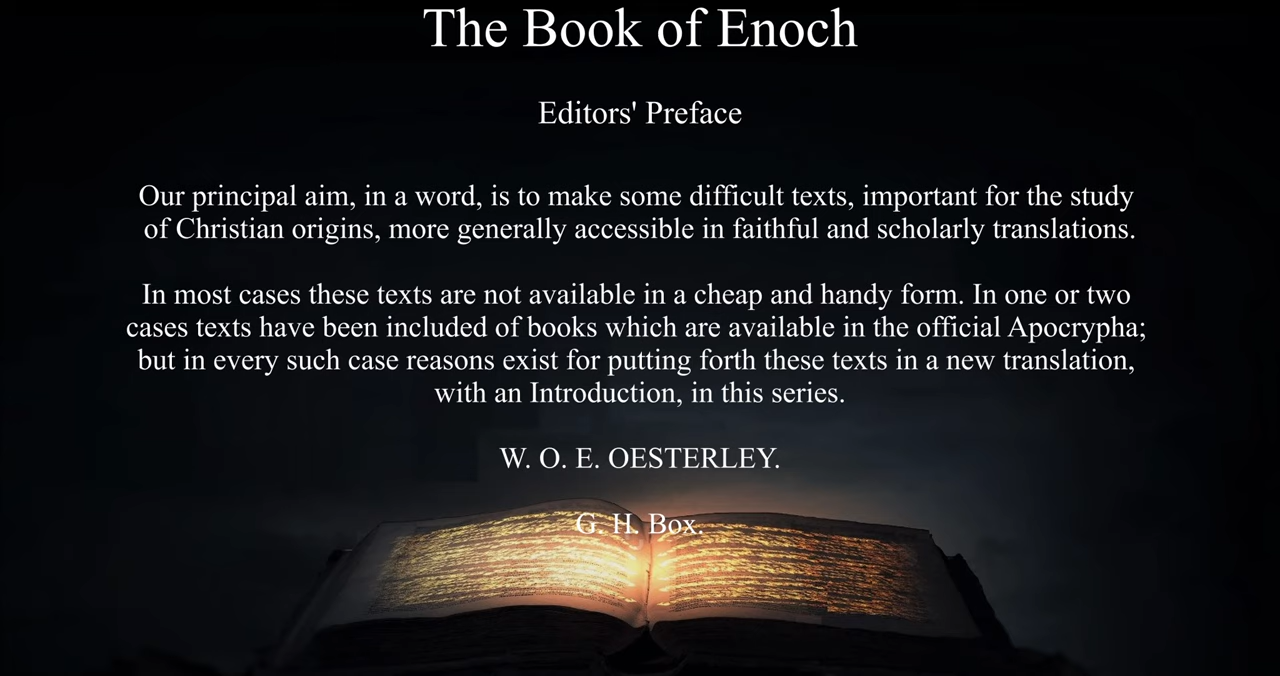 The Book of Enoch
Editors' Preface
Our principal aim, in a word, is to make some difficult texts, important for the study
of Christian origins, more generally accessible in faithful and scholarly translations.
In most cases these texts are not available in a cheap and handy form. In one or two
cases texts have been included of books which are available in the official Apocrypha;
but in every such case reasons exist for putting forth these texts in a new translation,
with an Introduction, in this series.
W. O. E. OESTERLEY.
G. H. Box.